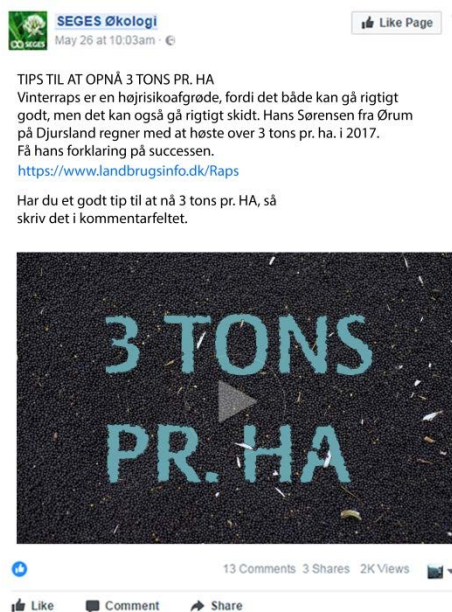 SEGES Økologi
May 26 at 10:03am ·
Like Page
SEGES
TIPS TIL AT OPNÅ 3 TONS PR. HA
Vinterraps er en højrisikoafgrøde, fordi det både kan gå rigtigt
godt, men det kan også gå rigtigt skidt. Hans Sørensen fra Ørum
på Djursland regner med at høste over 3 tons pr. ha. i 2017.
Få hans forklaring på successen.
https://www.landbrugsinfo.dk/Raps
Har du et godt tip til at nå 3 tons pr. HA, så
skriv det i kommentarfeltet.
3 TONS
PR. HA
13 Comments 3 Shares 2K Views
Like Comment Share